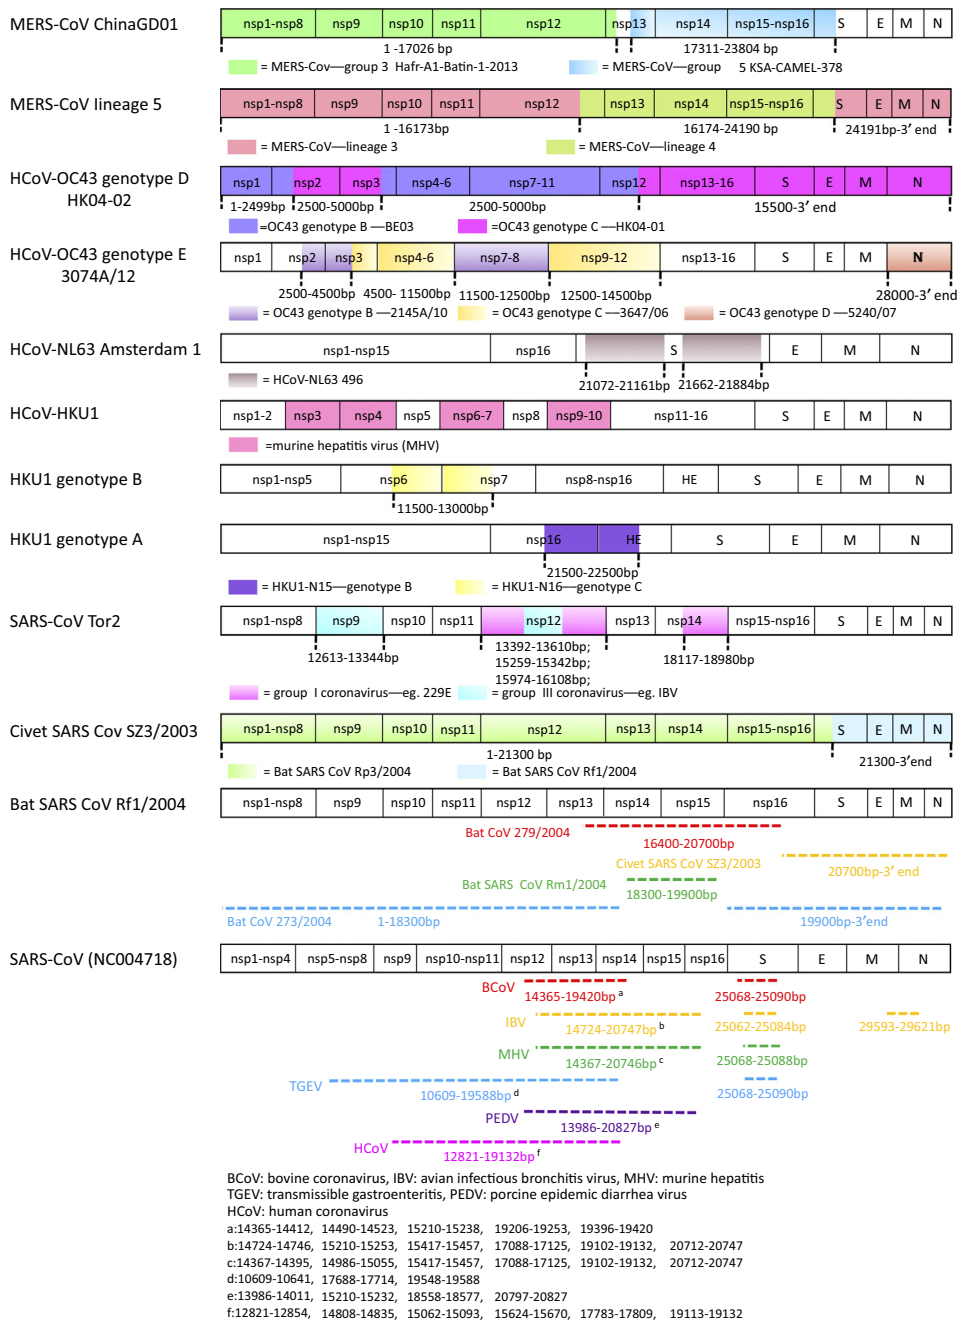 MERS-CoV ChinaGD01
nsp1-nsp8 nsp9 nsp10 nsp11 nsp12 nsp13 nsp14 nsp15-nsp16 S E M N
1 -17026 bp 17311-23804 bp
= MERS-Cov—group 3 Hafr-A1-Batin-1-2013 = MERS-CoV—group 5 KSA-CAMEL-378
MERS-CoV lineage 5
nsp1-nsp8 nsp9 nsp10 nsp11 nsp12 nsp13 nsp14 nsp15-nsp16 S E M N
1 -16173bp 16174-24190 bp 24191bp-3′ end
= MERS-CoV—lineage 3 = MERS-CoV—lineage 4
HCoV-OC43 genotype D
HK04-02
nsp1 nsp2 nsp3 nsp4-6 nsp7-11 nsp12 nsp13-16 S E M N
1-2499bp 2500-5000bp 2500-5000bp 15500-3′ end
=OC43 genotype B —BE03 =OC43 genotype C —HK04-01
HCoV-OC43 genotype E
3074A/12
nsp1 nsp2 nsp3 nsp4-6 nsp7-8 nsp9-12 nsp13-16 S E M N
2500-4500bp 4500- 11500bp 11500-12500bp 12500-14500bp 28000-3′ end
= OC43 genotype B —2145A/10 = OC43 genotype C —3647/06 = OC43 genotype D —5240/07
HCoV-NL63 Amsterdam 1
nsp1-nsp15 nsp16 S E M N
21072-21161bp 21662-21884bp
= HCoV-NL63 496
HCoV-HKU1
nsp1-2 nsp3 nsp4 nsp5 nsp6-7 nsp8 nsp9-10 nsp11-16 S E M N
=murine hepatitis virus (MHV)
HKU1 genotype B
nsp1-nsp5 nsp6 nsp7 nsp8-nsp16 HE S E M N
11500-13000bp
HKU1 genotype A
nsp1-nsp15 nsp16 HE S E M N
21500-22500bp
= HKU1-N15—genotype B = HKU1-N16—genotype C
SARS-CoV Tor2
nsp1-nsp8 nsp9 nsp10 nsp11 nsp12 nsp13 nsp14 nsp15-nsp16 S E M N
12613-13344bp 13392-13610bp; 18117-18980bp
15259-15342bp;
15974-16108bp;
= group I coronavirus—eg. 229E = group III coronavirus—eg. IBV
Civet SARS Cov SZ3/2003
nsp1-nsp8 nsp9 nsp10 nsp11 nsp12 nsp13 nsp14 nsp15-nsp16 S E M N
1-21300 bp 21300-3′end
= Bat SARS CoV Rp3/2004 = Bat SARS CoV Rf1/2004
Bat SARS CoV Rf1/2004
nsp1-nsp8 nsp9 nsp10 nsp11 nsp12 nsp13 nsp14 nsp15 nsp16 S E M N
Bat CoV 279/2004 16400-20700bp
Civet SARS CoV SZ3/2003 20700bp-3′ end
Bat SARS CoV Rm1/2004 18300-19900bp
Bat CoV 273/2004 1-18300bp 19900bp-3′end
SARS-CoV (NC004718)
nsp1-nsp4 nsp5-nsp8 nsp9 nsp10-nsp11 nsp12 nsp13 nsp14 nsp15 nsp16 S E M N
BCoV 14365-19420bp a 25068-25090bp
IBV 14724-20747bp b 25062-25084bp 29593-29621bp
MHV 14367-20746bp c 25068-25088bp
TGEV 10609-19588bp d 25068-25090bp
PEDV 13986-20827bp e
HCoV 12821-19132bp f
BCoV: bovine coronavirus, IBV: avian infectious bronchitis virus, MHV: murine hepatitis
TGEV: transmissible gastroenteritis, PEDV: porcine epidemic diarrhea virus
HCoV: human coronavirus
a:14365-14412, 14490-14523, 15210-15238, 19206-19253, 19396-19420
b:14724-14746, 15210-15253, 15417-15457, 17088-17125, 19102-19132, 20712-20747
c:14367-14395, 14986-15055, 15417-15457, 17088-17125, 19102-19132, 20712-20747
d:10609-10641, 17688-17714, 19548-19588
e:13986-14011, 15210-15232, 18558-18577, 20797-20827
f:12821-12854, 14808-14835, 15062-15093, 15624-15670, 17783-17809, 19113-19132